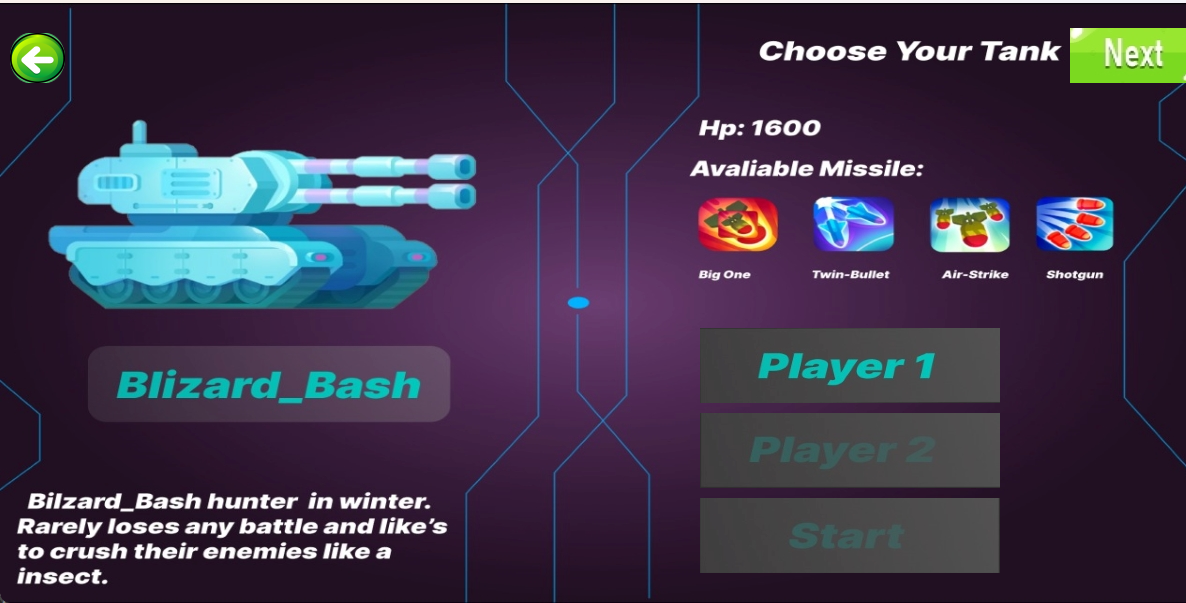 Choose Your Tank
Next
Hp: 1600
Avaliable Missile:
Big One
Twin-Bullet
Air-Strike
Shotgun
Blizard_Bash
Player 1
Player 2
Start
Bilzard_Bash hunter in winter.
Rarely loses any battle and like's
to crush their enemies like a
insect.